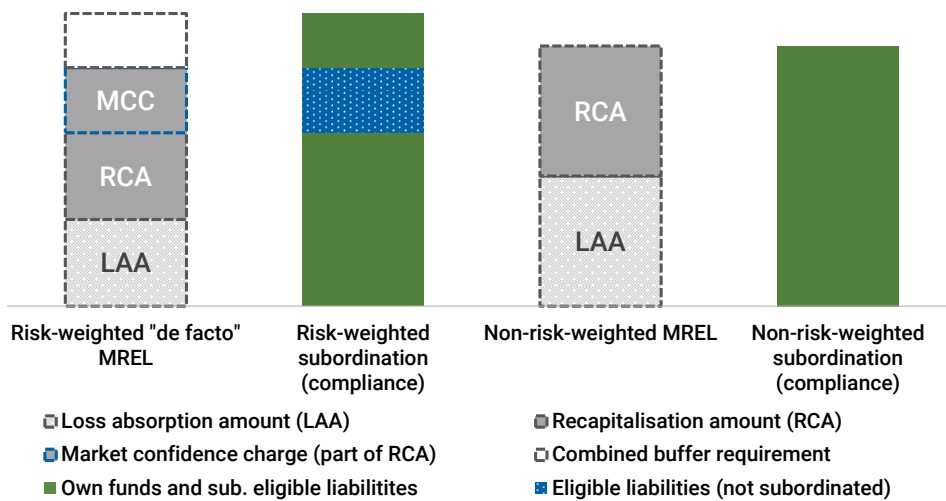 MCC
RCA
LAA
RCA
LAA
Risk-weighted "de facto"
MREL
Risk-weighted
subordination
(compliance)
Non-risk-weighted MREL
Non-risk-weighted
subordination
(compliance)
Loss absorption amount (LAA)
Recapitalisation amount (RCA)
Market confidence charge (part of RCA)
Combined buffer requirement
Own funds and sub. eligible liabilitites
Eligible liabilities (not subordinated)